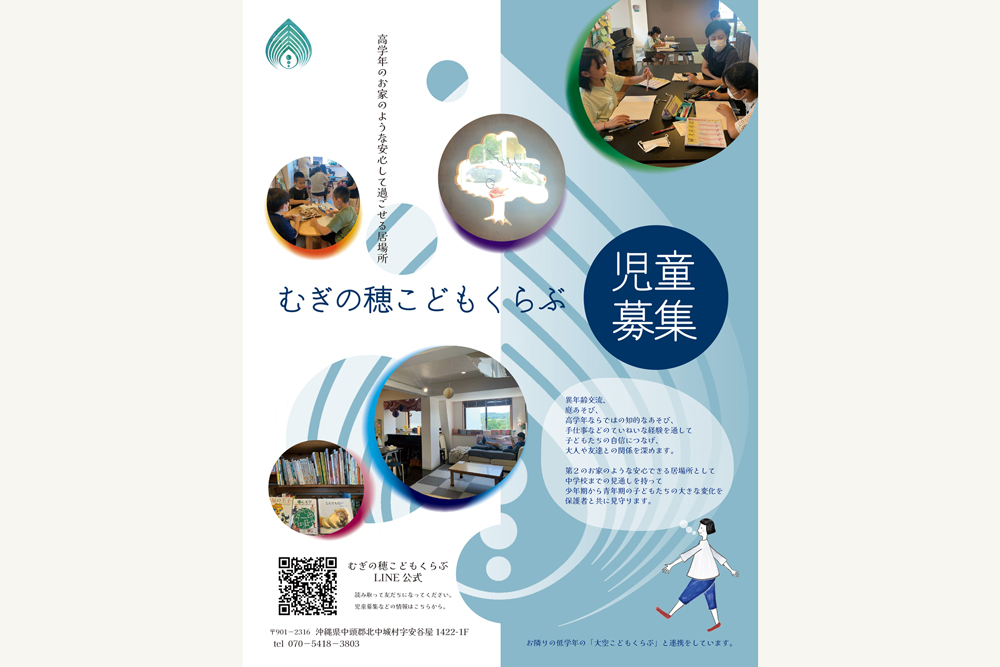 高学年のお家のような安心して過ごせる居場所
むぎの穂こどもくらぶ
児童
募集
異年齢交流、
庭あそび、
高学年ならではの知的なあそび、
手仕事などのていねいな経験を通して
子どもたちの自信につなげ、
大人や友達との関係を深めます。
第２のお家のような安心できる居場所として
中学校までの見通しを持って
少年期から青年期の子どもたちの大きな変化を
保護者と共に見守ります。
むぎの穂こどもくらぶ
LINE 公式
読み取って友だちになってください。
児童募集などの情報はこちらから。
〒901－2316 沖縄県中頭郡北中城村字安谷屋 1422-1F
tel 070－5418－3803
お隣りの低学年の「大空こどもくらぶ」と連携をしています。